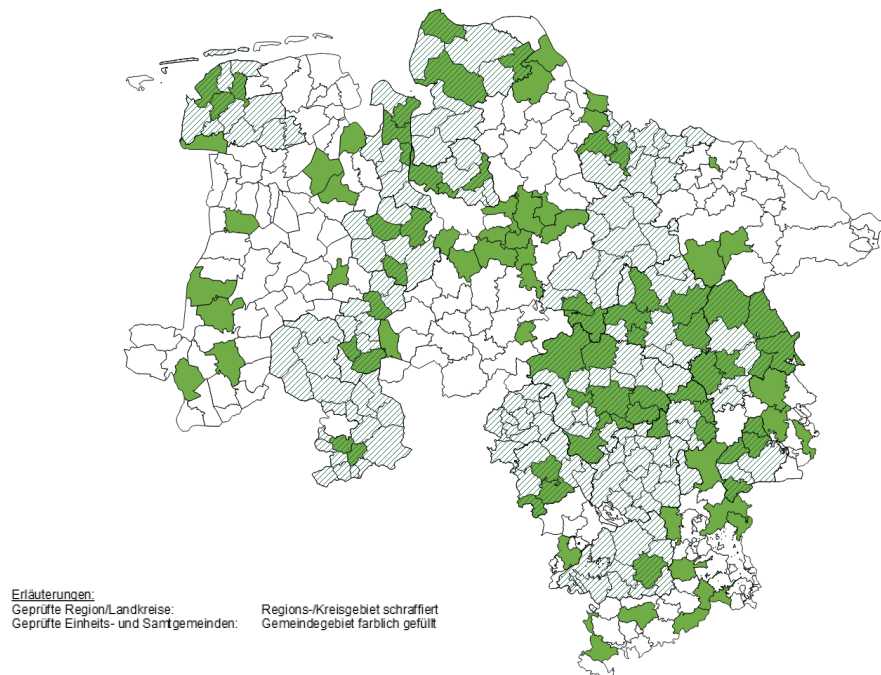 Erläuterungen:
Geprüfte Region/Landkreise: Regions-/Kreisgebiet schraffiert
Geprüfte Einheits- und Samtgemeinden: Gemeindegebiet farblich gefüllt